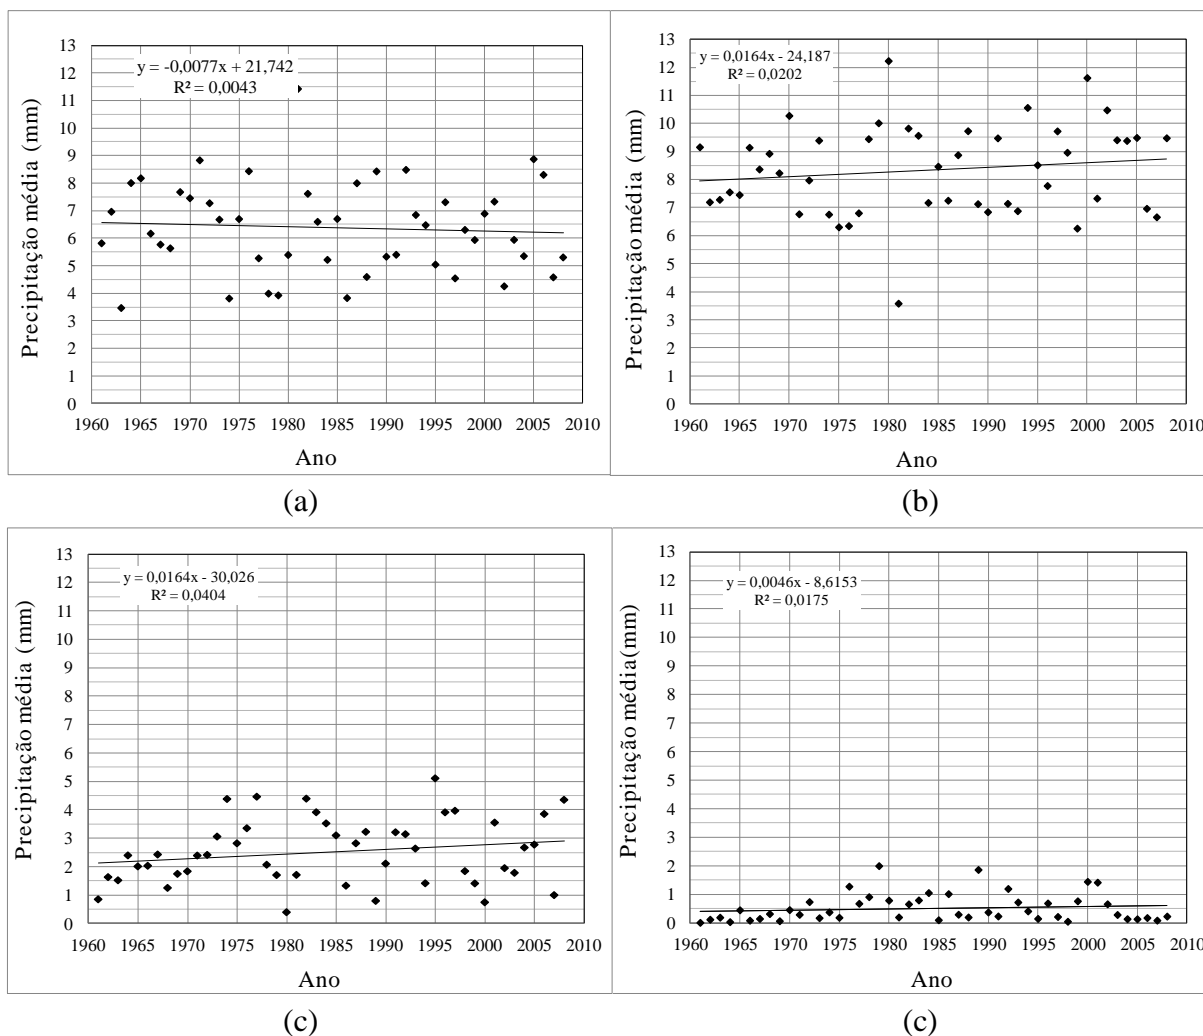 13
12
11
10
9
8
7
6
5
4
3
2
1
0
y = -0,0077x + 21,742
R² = 0,0043
Precipitação média (mm)
1960 1965 1970 1975 1980 1985 1990 1995 2000 2005 2010
Ano
(a)
13
12
11
10
9
8
7
6
5
4
3
2
1
0
y = 0,0164x - 24,187
R² = 0,0202
Precipitação média (mm)
1960 1965 1970 1975 1980 1985 1990 1995 2000 2005 2010
Ano
(b)
13
12
11
10
9
8
7
6
5
4
3
2
1
0
y = 0,0164x - 30,026
R² = 0,0404
Precipitação média (mm)
1960 1965 1970 1975 1980 1985 1990 1995 2000 2005 2010
Ano
(c)
13
12
11
10
9
8
7
6
5
4
3
2
1
0
y = 0,0046x - 8,6153
R² = 0,0175
Precipitação média(mm)
1960 1965 1970 1975 1980 1985 1990 1995 2000 2005 2010
Ano
(c)